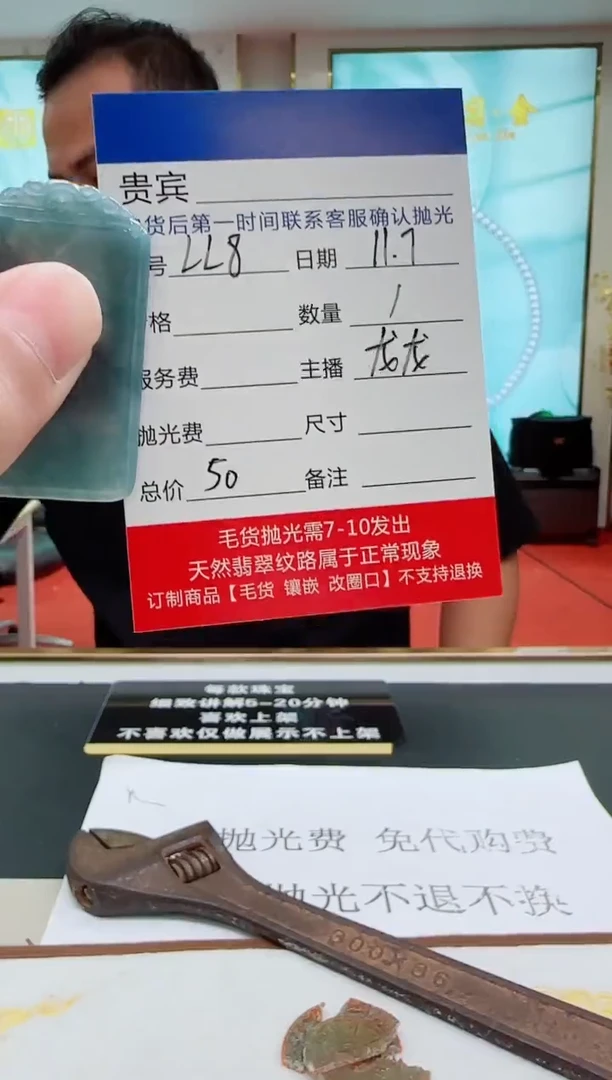 贵宾
货后第一时间联系客服确认抛光
号 LL8 日期 11.7
格 数量 1
服务费 主播 龙龙
抛光费 尺寸
总价 50 备注
毛货抛光需7-10发出
天然翡翠纹路属于正常现象
订制商品【毛货 镶嵌 改圈口】不支持退换
每款珠宝
细致讲解5-20分钟
喜欢上架
不喜欢仅做展示不上架
抛光费 免代购费
抛光不退不换
600X36